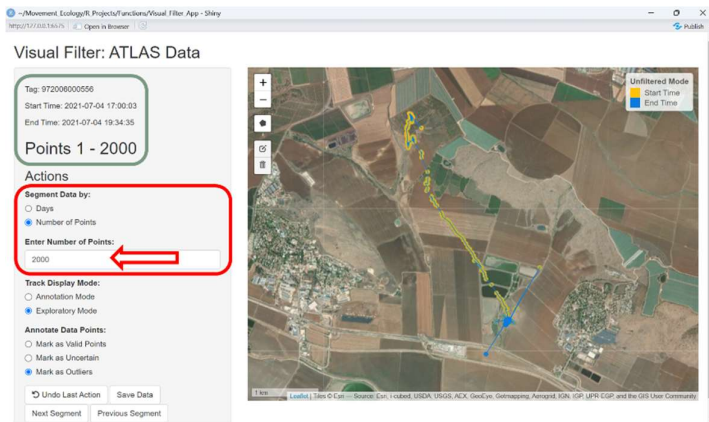 ~/Movement_Ecology/R_Projects/Functions/Visual_Filter_App - Shiny
http://127.0.0.1:6575
Open in Browser
Publish
Visual Filter: ATLAS Data
Tag: 972006000556
Start Time: 2021-07-04 17:00:03
End Time: 2021-07-04 19:34:35
Points 1 - 2000
Actions
Segment Data by:
Days
Number of Points
Enter Number of Points:
2000
Track Display Mode:
Annotation Mode
Exploratory Mode
Annotate Data Points:
Mark as Valid Points
Mark as Uncertain
Mark as Outliers
Undo Last Action
Save Data
Next Segment
Previous Segment
+
−
Unfiltered Mode
Start Time
End Time
1 km
Leaflet | Tiles © Esri — Source: Esri, i-cubed, USDA, USGS, AEX, GeoEye, Getmapping, Aerogrid, IGN, IGP, UPR-EGP, and the GIS User Community